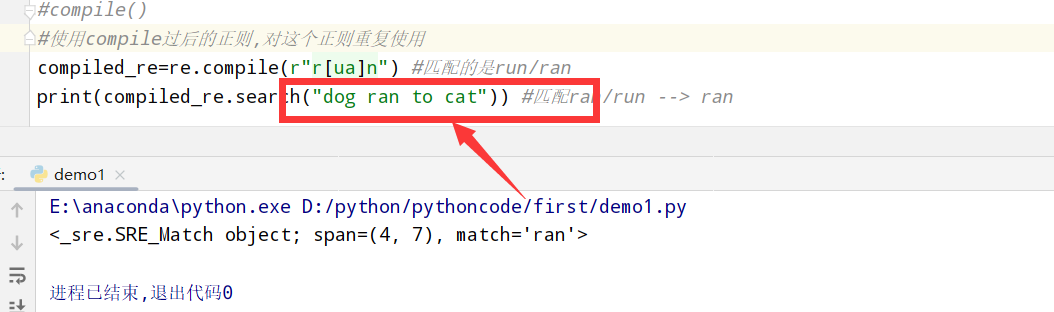 #compile()
#使用compile过后的正则,对这个正则重复使用
compiled_re=re.compile(r"r[ua]n") #匹配的是run/ran
print(compiled_re.search("dog ran to cat")) #匹配ran/run --> ran
: demo1 ×
E:\anaconda\python.exe D:/python/pythoncode/first/demo1.py
<_sre.SRE_Match object; span=(4, 7), match='ran'>
进程已结束,退出代码0